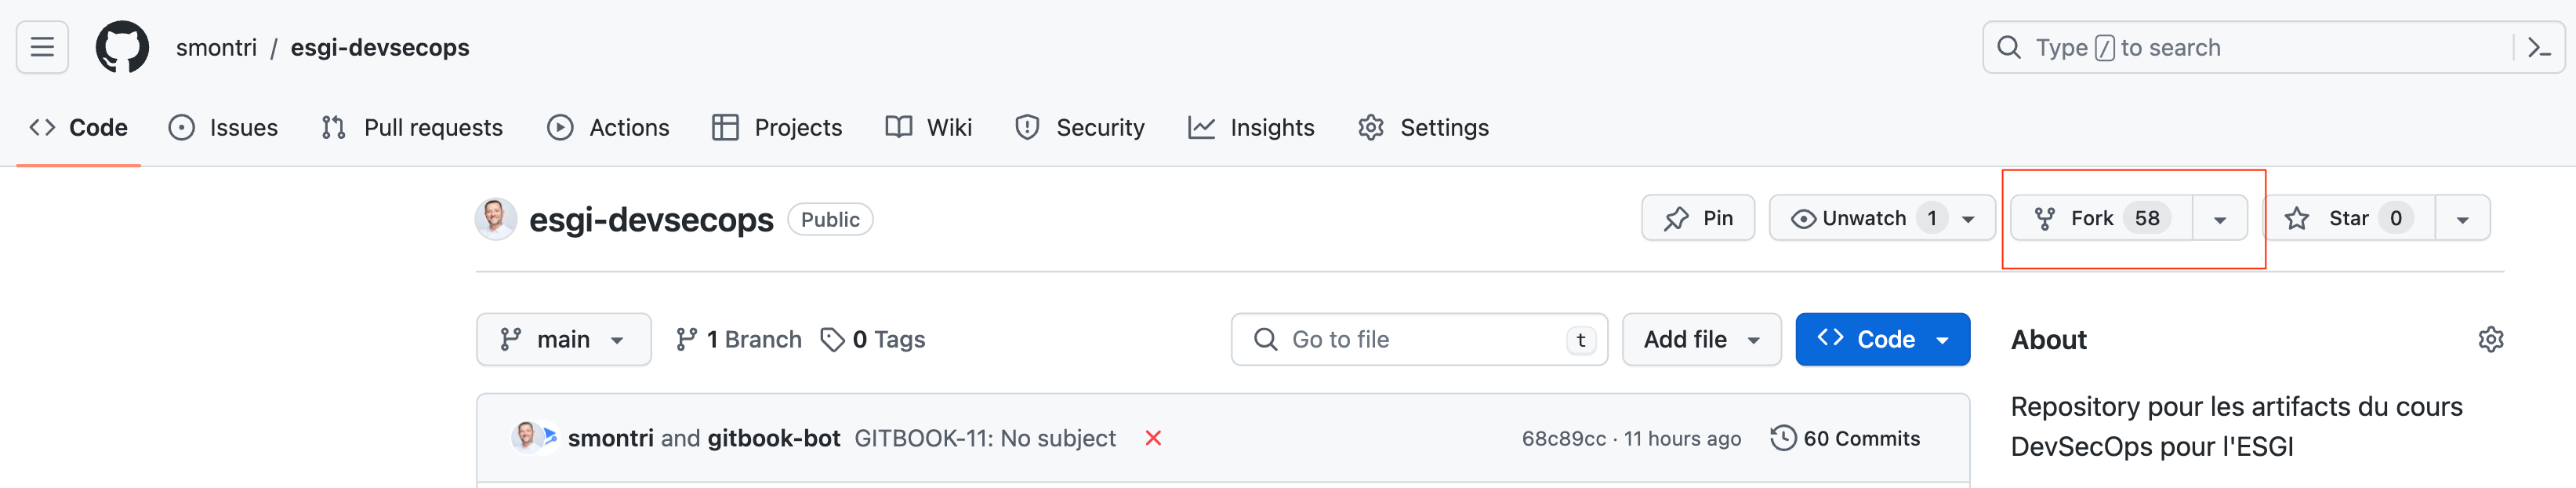 smontri / esgi-devsecops
Type / to search
Code Issues Pull requests Actions Projects Wiki Security Insights Settings
esgi-devsecops Public
Pin Unwatch 1 Fork 58 Star 0
main 1 Branch 0 Tags Go to file t Add file Code
About
Repository pour les artifacts du cours
DevSecOps pour l'ESGI
smontri and gitbook-bot GITBOOK-11: No subject 68c89cc · 11 hours ago 60 Commits